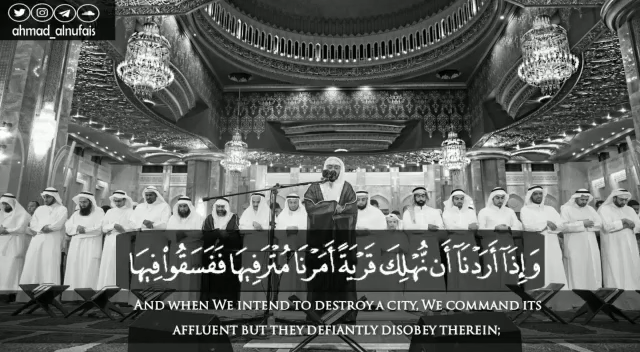 ahmad_alnufais
وَإِذَآ أَرَدْنَآ أَن نُّهْلِكَ قَرْيَةً أَمَرْنَا مُتْرَفِيهَا فَفَسَقُوا۟ فِيهَا
AND WHEN WE INTEND TO DESTROY A CITY, WE COMMAND ITS
AFFLUENT BUT THEY DEFIANTLY DISOBEY THEREIN;